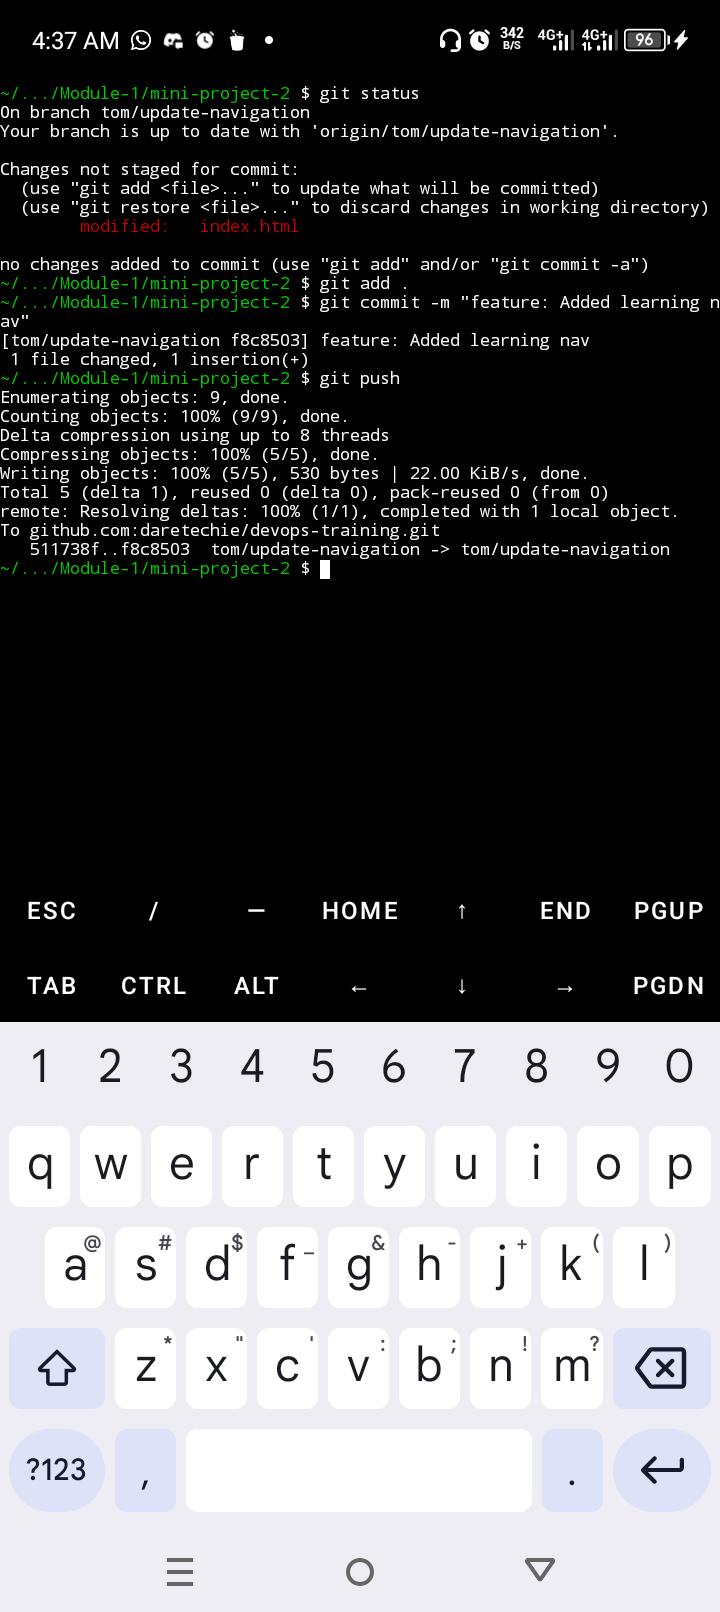 4:37 AM 342 B/S 4G+ 4G+ 96
~/.../Module-1/mini-project-2 $ git status
On branch tom/update-navigation
Your branch is up to date with 'origin/tom/update-navigation'.
Changes not staged for commit:
  (use "git add <file>..." to update what will be committed)
  (use "git restore <file>..." to discard changes in working directory)
        modified:   index.html
no changes added to commit (use "git add" and/or "git commit -a")
~/.../Module-1/mini-project-2 $ git add .
~/.../Module-1/mini-project-2 $ git commit -m "feature: Added learning n
av"
[tom/update-navigation f8c8503] feature: Added learning nav
 1 file changed, 1 insertion(+)
~/.../Module-1/mini-project-2 $ git push
Enumerating objects: 9, done.
Counting objects: 100% (9/9), done.
Delta compression using up to 8 threads
Compressing objects: 100% (5/5), done.
Writing objects: 100% (5/5), 530 bytes | 22.00 KiB/s, done.
Total 5 (delta 1), reused 0 (delta 0), pack-reused 0 (from 0)
remote: Resolving deltas: 100% (1/1), completed with 1 local object.
To github.com:daretechie/devops-training.git
   511738f..f8c8503  tom/update-navigation -> tom/update-navigation
~/.../Module-1/mini-project-2 $
ESC / — HOME ↑ END PGUP
TAB CTRL ALT ← ↓ → PGDN
1 2 3 4 5 6 7 8 9 0
q w e r t y u i o p
a @ s # d $ f _ g & h - j + k ( l )
z * x " c ' v : b ; n ! m ?
?123 , .